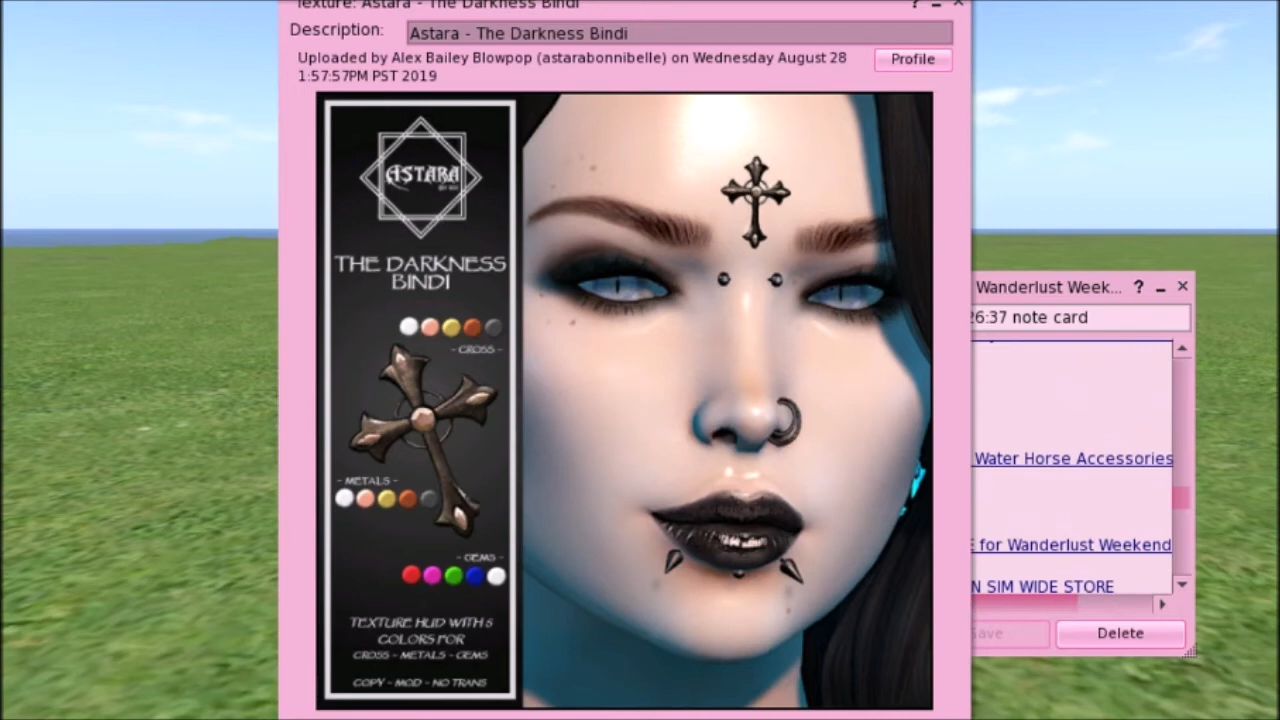 Texture: Astara - The Darkness Bindi
Description:
Astara - The Darkness Bindi
Uploaded by Alex Bailey Blowpop (astarabonnibelle) on Wednesday August 28
1:57:57PM PST 2019
Profile
ASTARA
THE DARKNESS
BINDI
- CROSS -
- METALS -
- GEMS -
TEXTURE HUD WITH 5
COLORS FOR
CROSS - METALS - GEMS
COPY - MOD - NO TRANS
Wanderlust Week... ?
26:37 note card
Water Horse Accessories
E for Wanderlust Weekend
N SIM WIDE STORE
Save
Delete